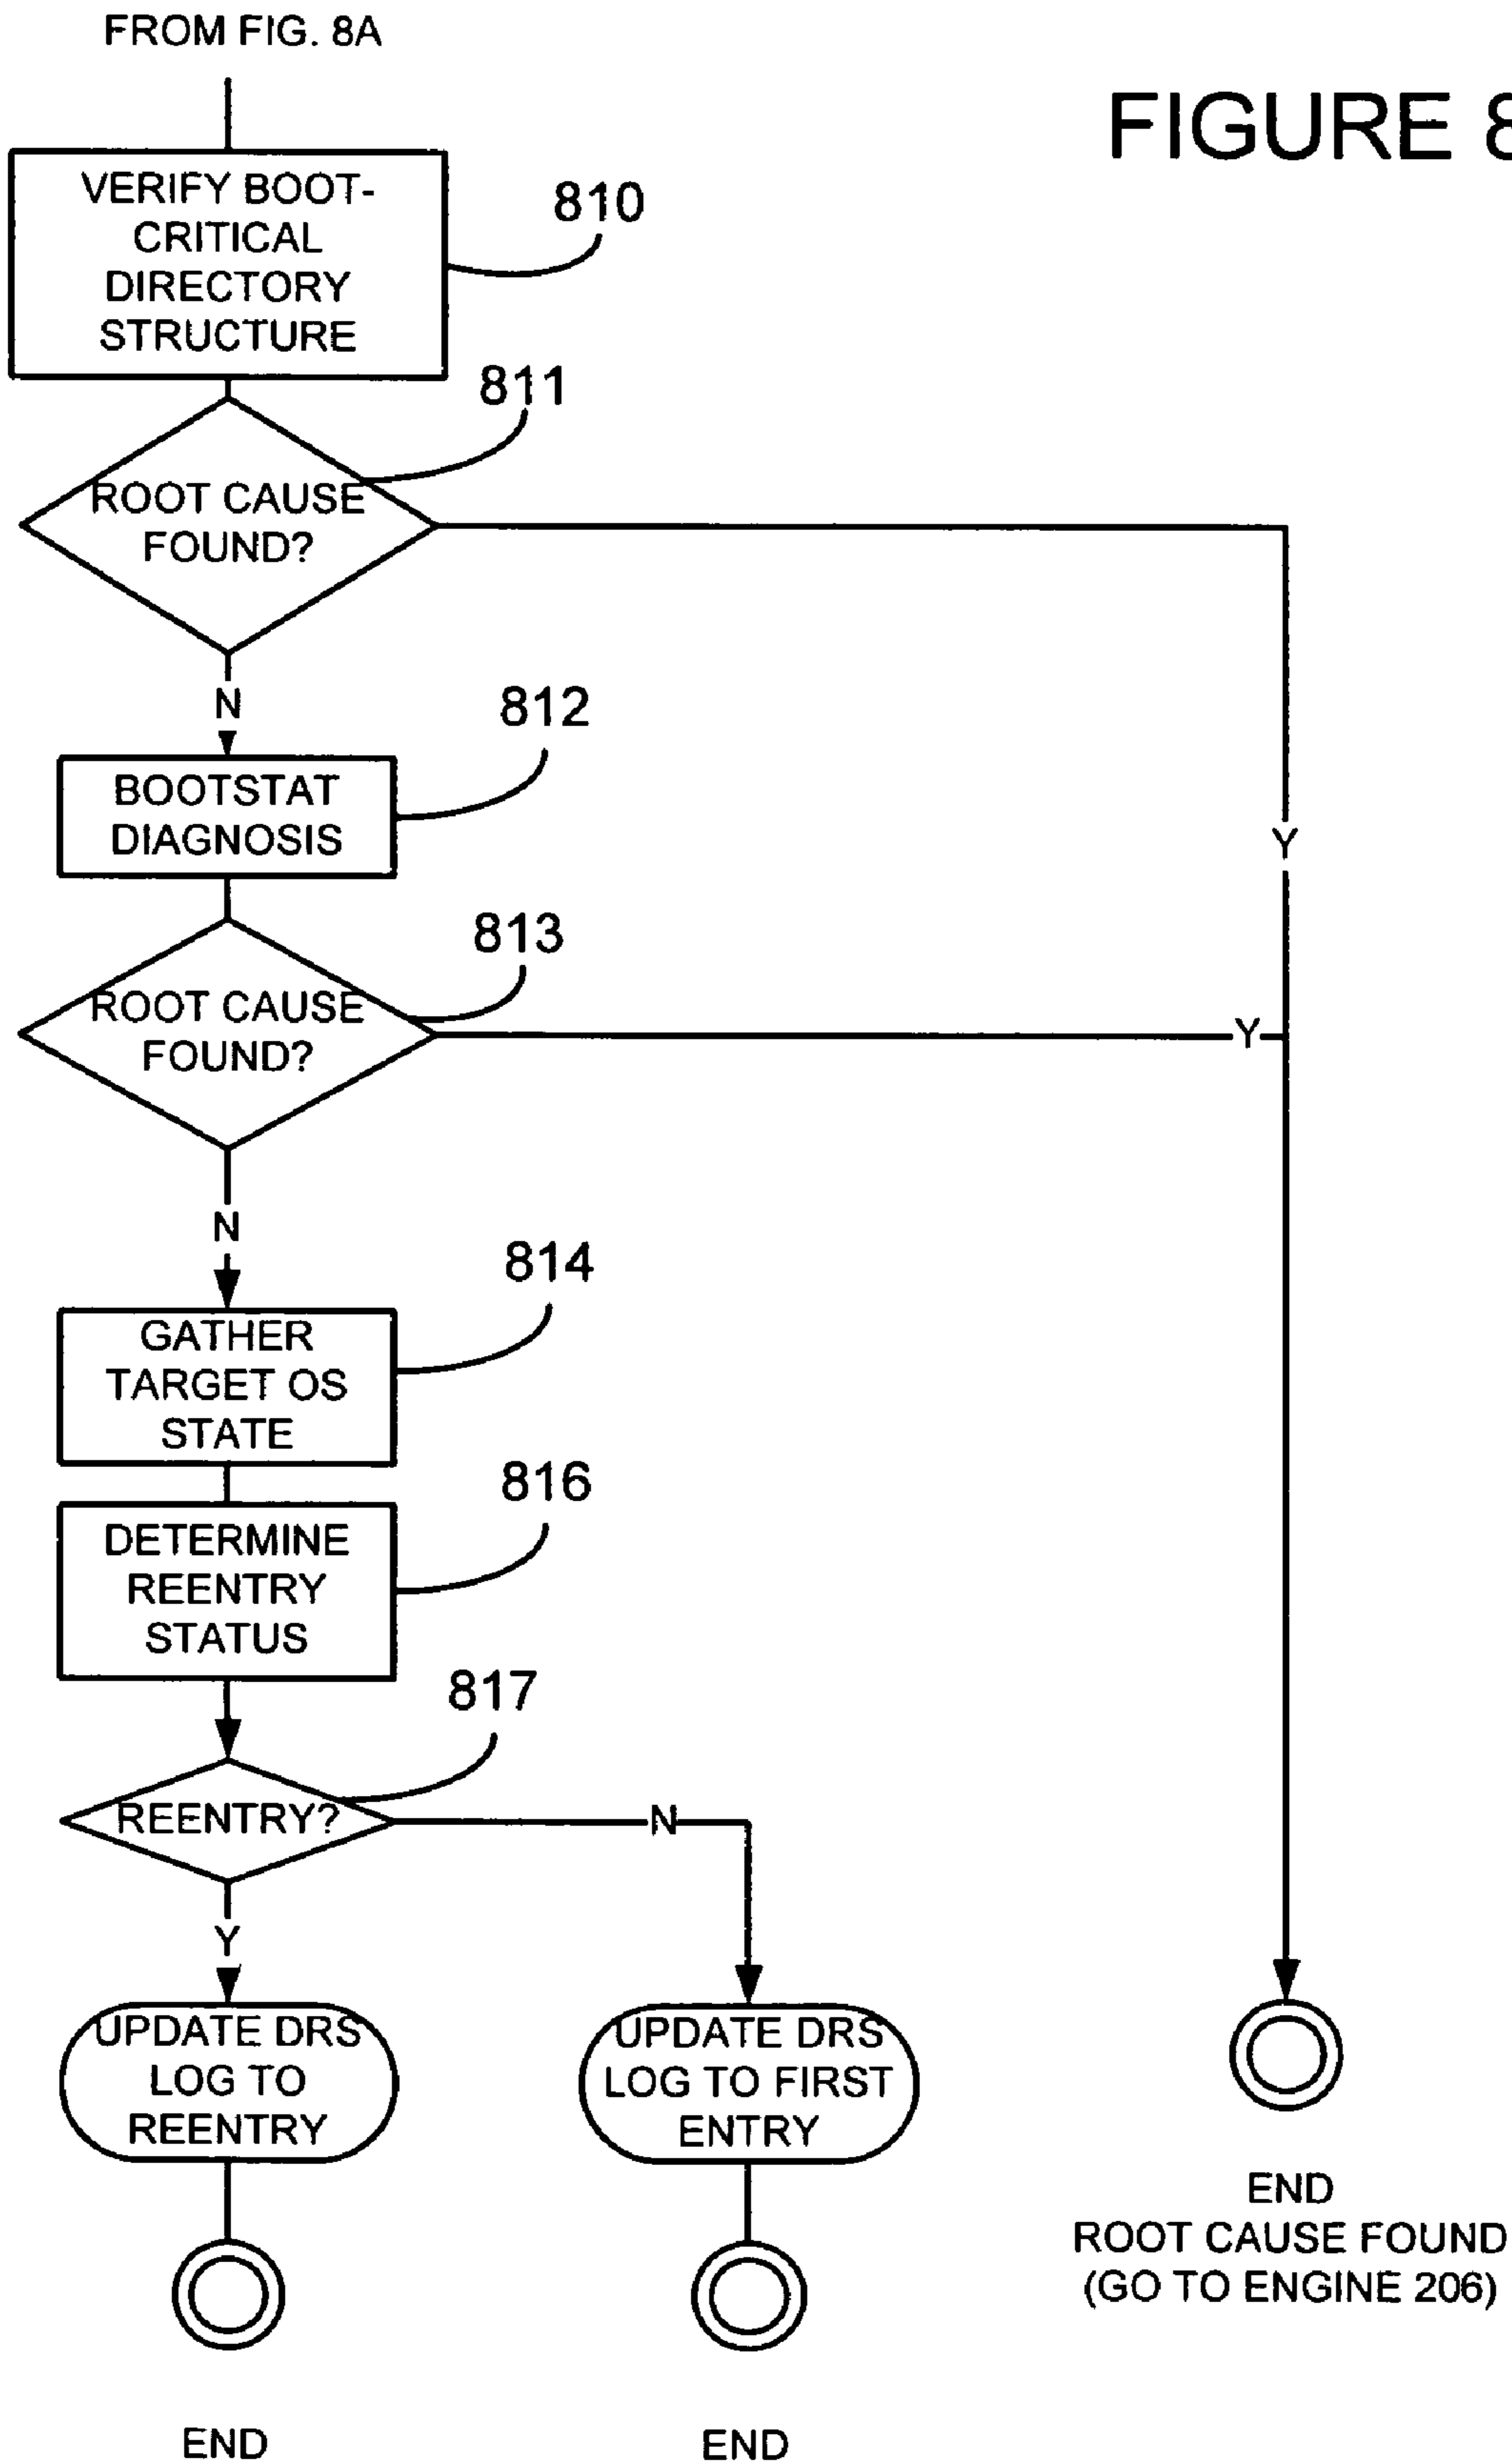 FROM FIG. 8A
FIGURE 8
VERIFY BOOT-
CRITICAL
DIRECTORY
STRUCTURE
810
811
ROOT CAUSE
FOUND?
N
812
BOOTSTAT
DIAGNOSIS
Y
813
ROOT CAUSE
FOUND?
Y
N
814
GATHER
TARGET OS
STATE
816
DETERMINE
REENTRY
STATUS
817
REENTRY?
N
Y
UPDATE DRS
LOG TO
REENTRY
UPDATE DRS
LOG TO FIRST
ENTRY
END
ROOT CAUSE FOUND
(GO TO ENGINE 206)
END
END